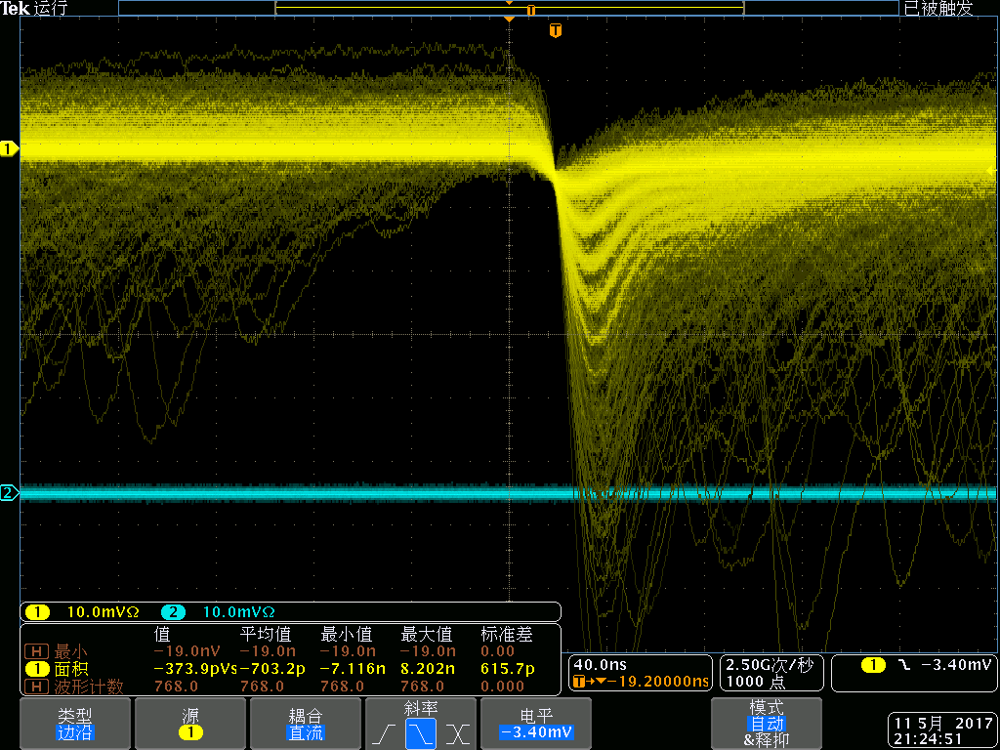 Tek 运行
已被触发
T
T
1
2
1 10.0mVΩ 2 10.0mVΩ
值 平均值 最小值 最大值 标准差
H 最小 -19.0nV -19.0n -19.0n -19.0n 0.00
1 面积 -373.9pVs -703.2p -7.116n 8.202n 615.7p
H 波形计数 768.0 768.0 768.0 768.0 0.000
40.0ns
T→▼-19.20000ns
2.50G次/秒
1000 点
1 -3.40mV
类型
边沿
源
1
耦合
直流
斜率
电平
-3.40mV
模式
自动
&释抑
11 5月 2017
21:24:51